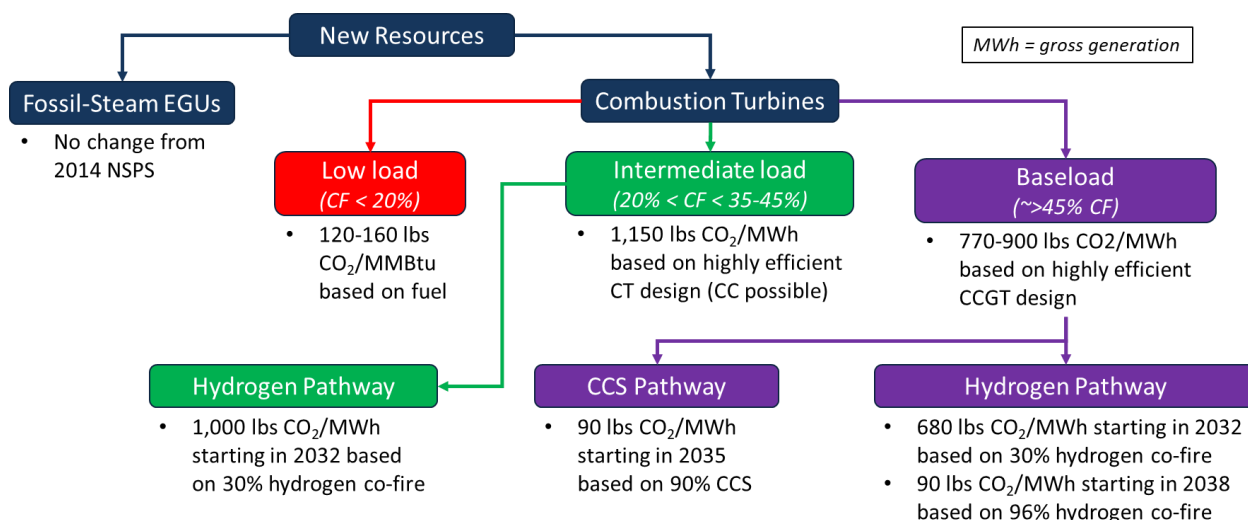 New Resources
MWh = gross generation
Fossil-Steam EGUs
• No change from
2014 NSPS
Combustion Turbines
Low load
(CF < 20%)
• 120-160 lbs
CO₂/MMBtu
based on fuel
Intermediate load
(20% < CF < 35-45%)
• 1,150 lbs CO₂/MWh
based on highly efficient
CT design (CC possible)
Baseload
(~>45% CF)
• 770-900 lbs CO2/MWh
based on highly efficient
CCGT design
Hydrogen Pathway
• 1,000 lbs CO₂/MWh
starting in 2032 based
on 30% hydrogen co-fire
CCS Pathway
• 90 lbs CO₂/MWh
starting in 2035
based on 90% CCS
Hydrogen Pathway
• 680 lbs CO₂/MWh starting in 2032
based on 30% hydrogen co-fire
• 90 lbs CO₂/MWh starting in 2038
based on 96% hydrogen co-fire